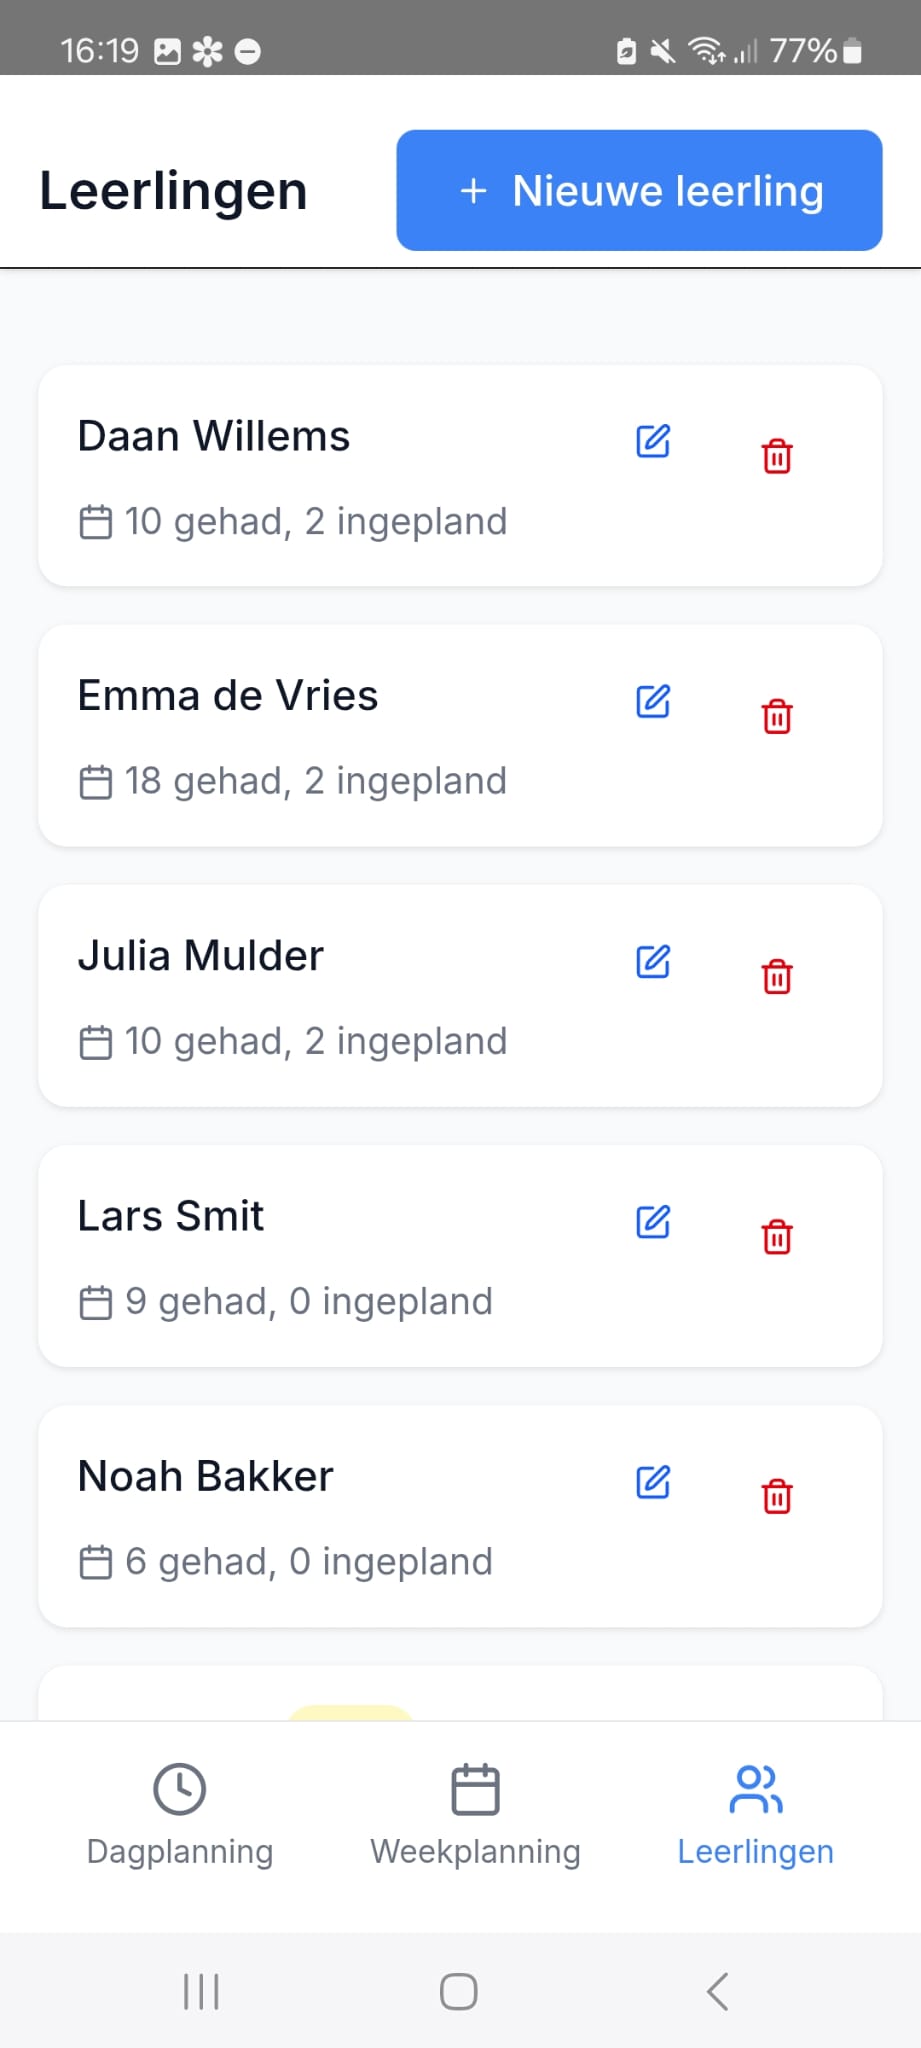 16:19
77%
Leerlingen
+ Nieuwe leerling
Daan Willems
10 gehad, 2 ingepland
Emma de Vries
18 gehad, 2 ingepland
Julia Mulder
10 gehad, 2 ingepland
Lars Smit
9 gehad, 0 ingepland
Noah Bakker
6 gehad, 0 ingepland
Dagplanning
Weekplanning
Leerlingen